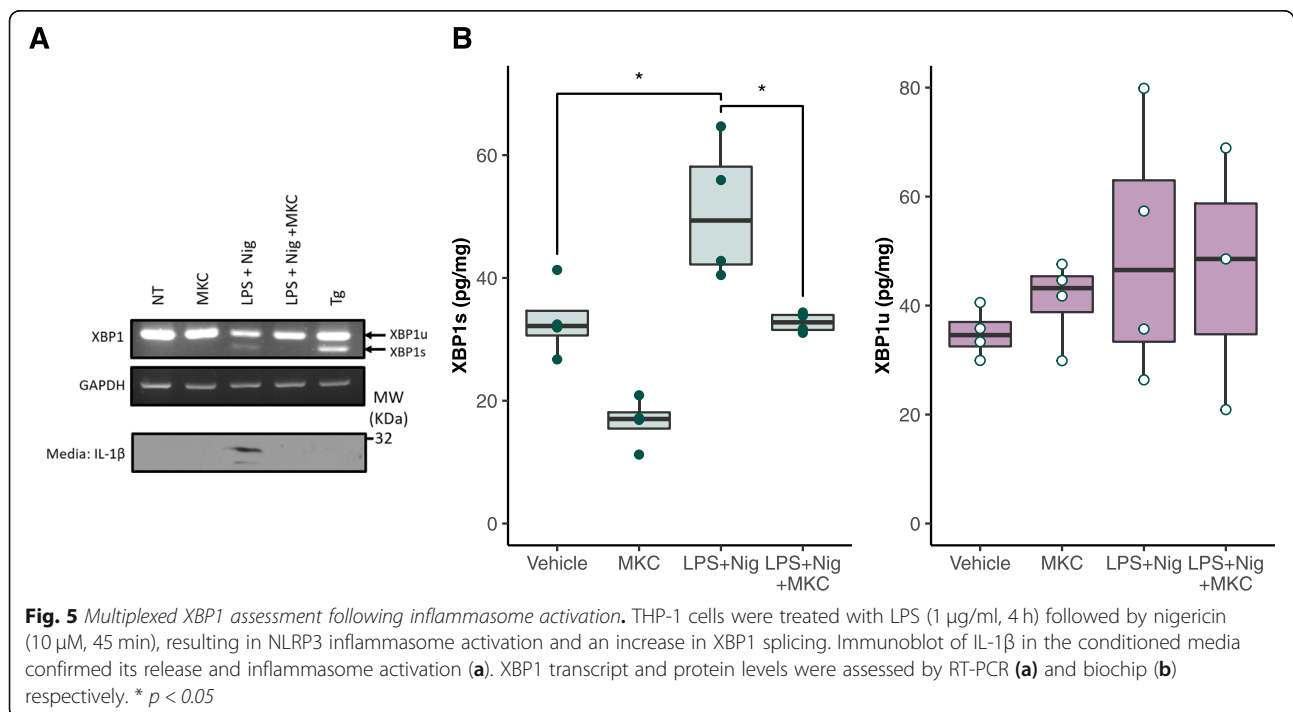 A
B
NT
MKC
LPS + Nig
LPS + Nig +MKC
Tg
XBP1
XBP1u
XBP1s
GAPDH
MW
(KDa)
32
Media: IL-1β
XBP1s (pg/mg)
60
40
20
0
*
*
Vehicle
MKC
LPS+Nig
LPS+Nig
+MKC
XBP1u (pg/mg)
80
60
40
20
0
Vehicle
MKC
LPS+Nig
LPS+Nig
+MKC
Fig. 5 Multiplexed XBP1 assessment following inflammasome activation. THP-1 cells were treated with LPS (1 μg/ml, 4 h) followed by nigericin
(10 μM, 45 min), resulting in NLRP3 inflammasome activation and an increase in XBP1 splicing. Immunoblot of IL-1β in the conditioned media
confirmed its release and inflammasome activation (a). XBP1 transcript and protein levels were assessed by RT-PCR (a) and biochip (b)
respectively. * p < 0.05